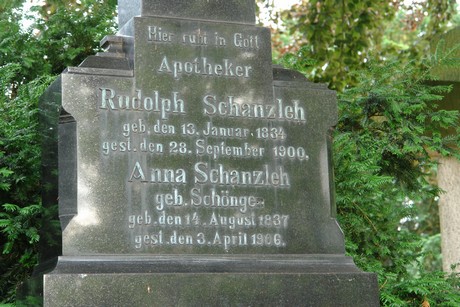 Hier ruht in Gott
Apotheker
Rudolph Schanzleh
geb. den 13. Januar 1834
gest. den 28. September 1900.
Anna Schanzleh
geb. Schönge
geb. den 14. August 1837
gest. den 3. April 1906.